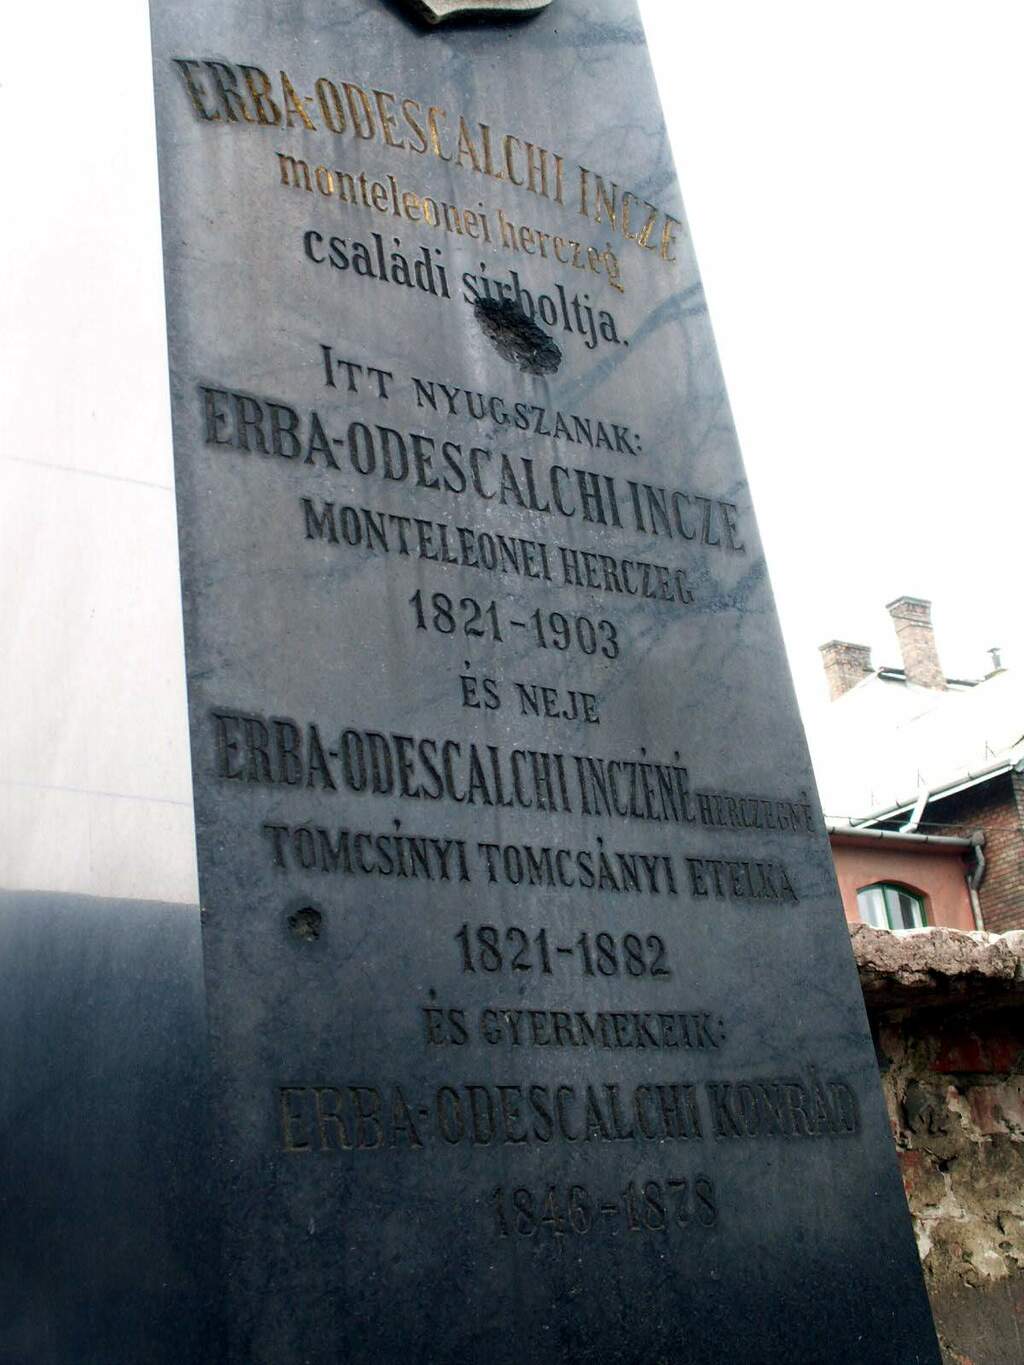 ERBA-ODESCALCHI INCZE
monteleonei herczeg
családi sírboltja.
ITT NYUGSZANAK:
ERBA-ODESCALCHI INCZE
MONTELEONEI HERCZEG
1821-1903
ÉS NEJE
ERBA-ODESCALCHI INCZÉNÉ HERCZEGNÉ
TOMCSÍNYI TOMCSÁNYI ETELKA
1821-1882
ÉS GYERMEKEIK:
ERBA-ODESCALCHI KONRÁD
1846-1878